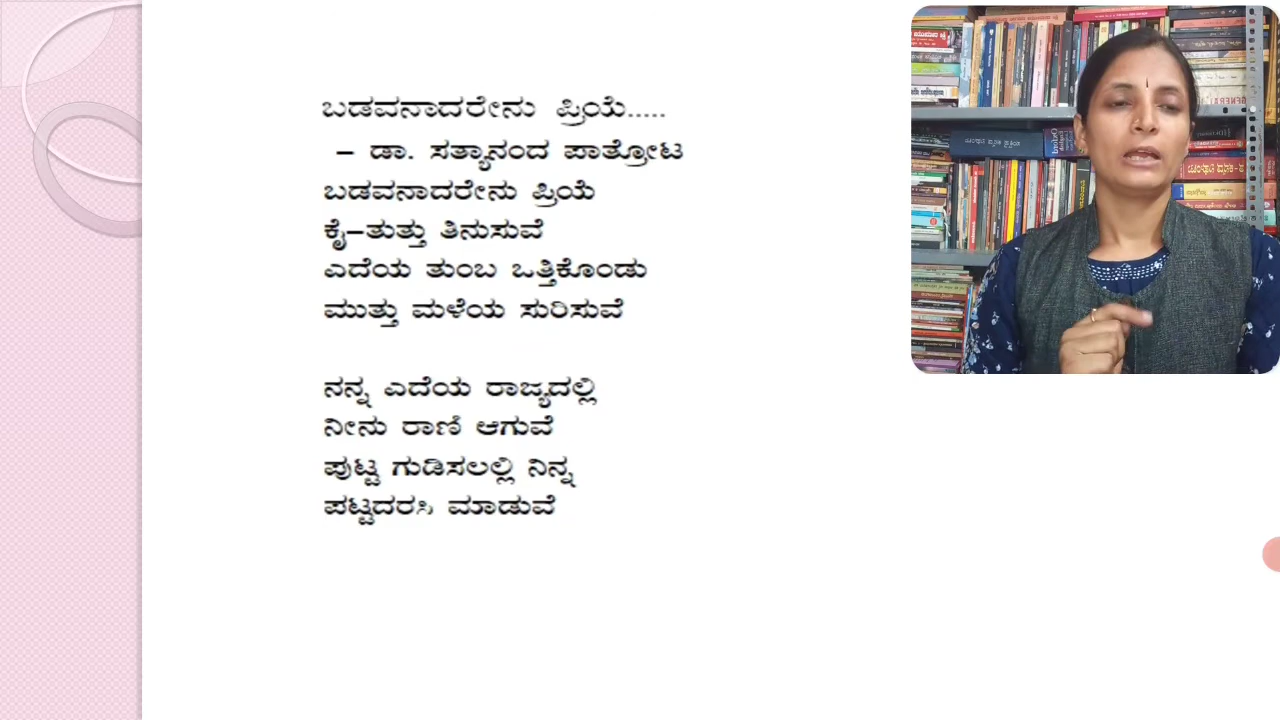 ಬಡವನಾದರೇನು ಪ್ರಿಯೆ.....
– ಡಾ. ಸತ್ಯಾನಂದ ಪಾತ್ರೋಟ
ಬಡವನಾದರೇನು ಪ್ರಿಯೆ
ಕೈ–ತುತ್ತು ತಿನುಸುವೆ
ಎದೆಯ ತುಂಬ ಒತ್ತಿಕೊಂಡು
ಮುತ್ತು ಮಳೆಯ ಸುರಿಸುವೆ
ನನ್ನ ಎದೆಯ ರಾಜ್ಯದಲ್ಲಿ
ನೀನು ರಾಣಿ ಆಗುವೆ
ಪುಟ್ಟ ಗುಡಿಸಲಲ್ಲಿ ನಿನ್ನ
ಪಟ್ಟದರಸಿ ಮಾಡುವೆ